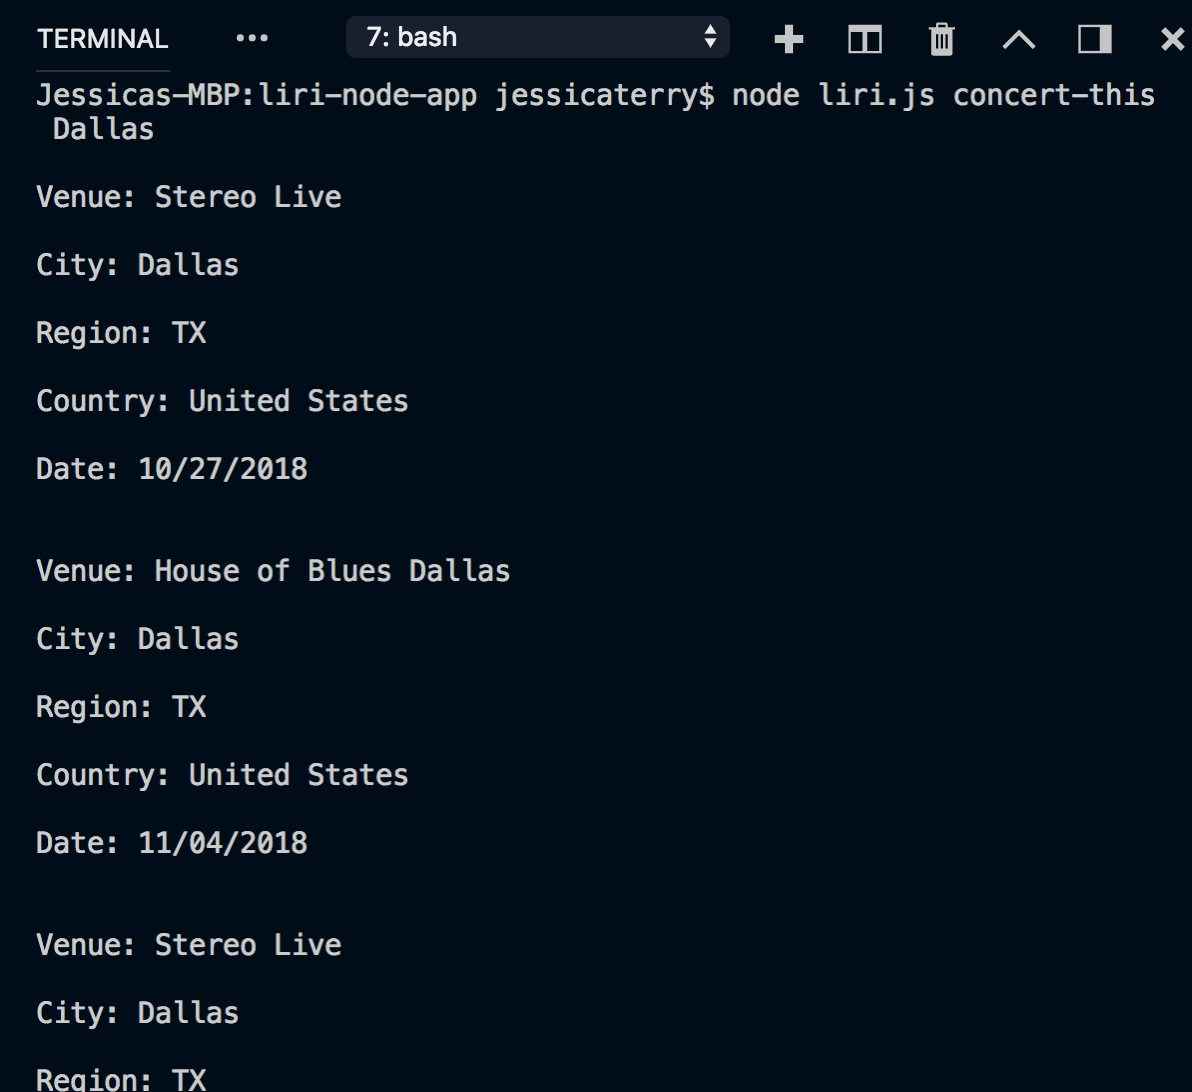 TERMINAL ••• 7: bash
Jessicas-MBP:liri-node-app jessicaterry$ node liri.js concert-this
Dallas
Venue: Stereo Live
City: Dallas
Region: TX
Country: United States
Date: 10/27/2018
Venue: House of Blues Dallas
City: Dallas
Region: TX
Country: United States
Date: 11/04/2018
Venue: Stereo Live
City: Dallas
Region: TX